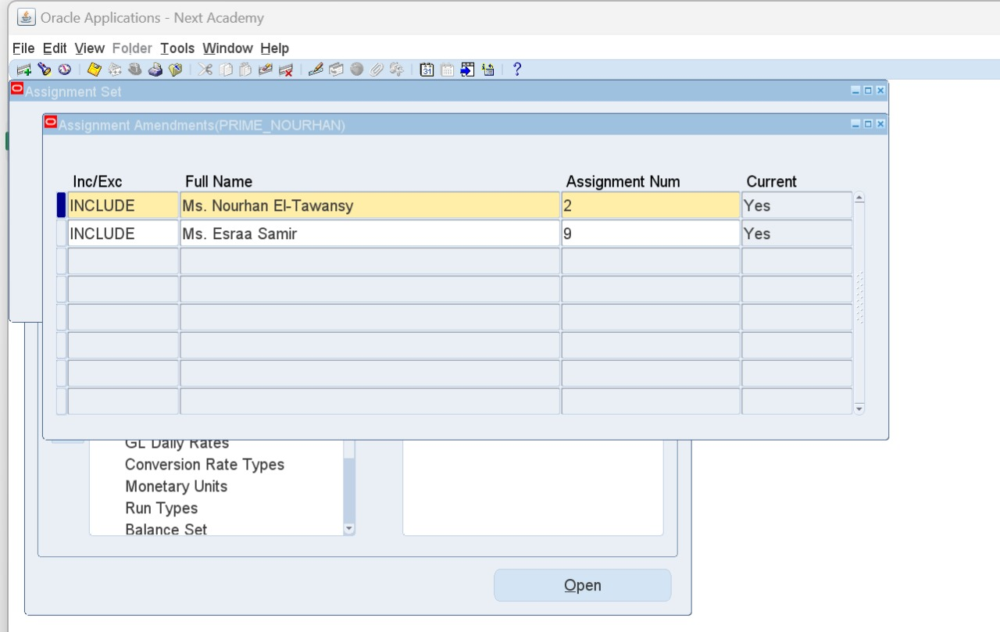 Oracle Applications - Next Academy
File Edit View Folder Tools Window Help
Assignment Set
Assignment Amendments(PRIME_NOURHAN)
Inc/Exc Full Name Assignment Num Current
INCLUDE Ms. Nourhan El-Tawansy 2 Yes
INCLUDE Ms. Esraa Samir 9 Yes
GL Daily Rates
Conversion Rate Types
Monetary Units
Run Types
Balance Set
Open